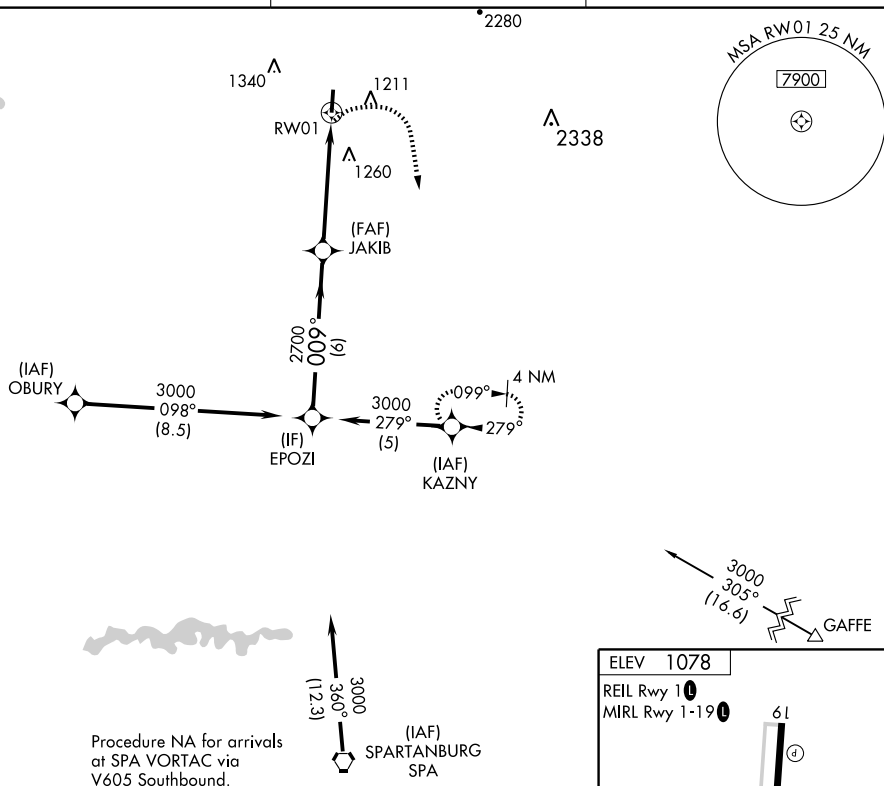 2280
MSA RW01 25 NM
7900
1340
1211
RW01
2338
1260
(FAF)
JAKIB
2700
009°
(6)
(IAF)
OBURY
3000
098°
(8.5)
4 NM
099°
3000
279°
(5)
279°
(IF)
EPOZI
(IAF)
KAZNY
3000
305°
(16.6)
GAFFE
3000
360°
(12.3)
(IAF)
SPARTANBURG
SPA
Procedure NA for arrivals
at SPA VORTAC via
V605 Southbound.
ELEV 1078
REIL Rwy 1 L
MIRL Rwy 1-19 L
19
P